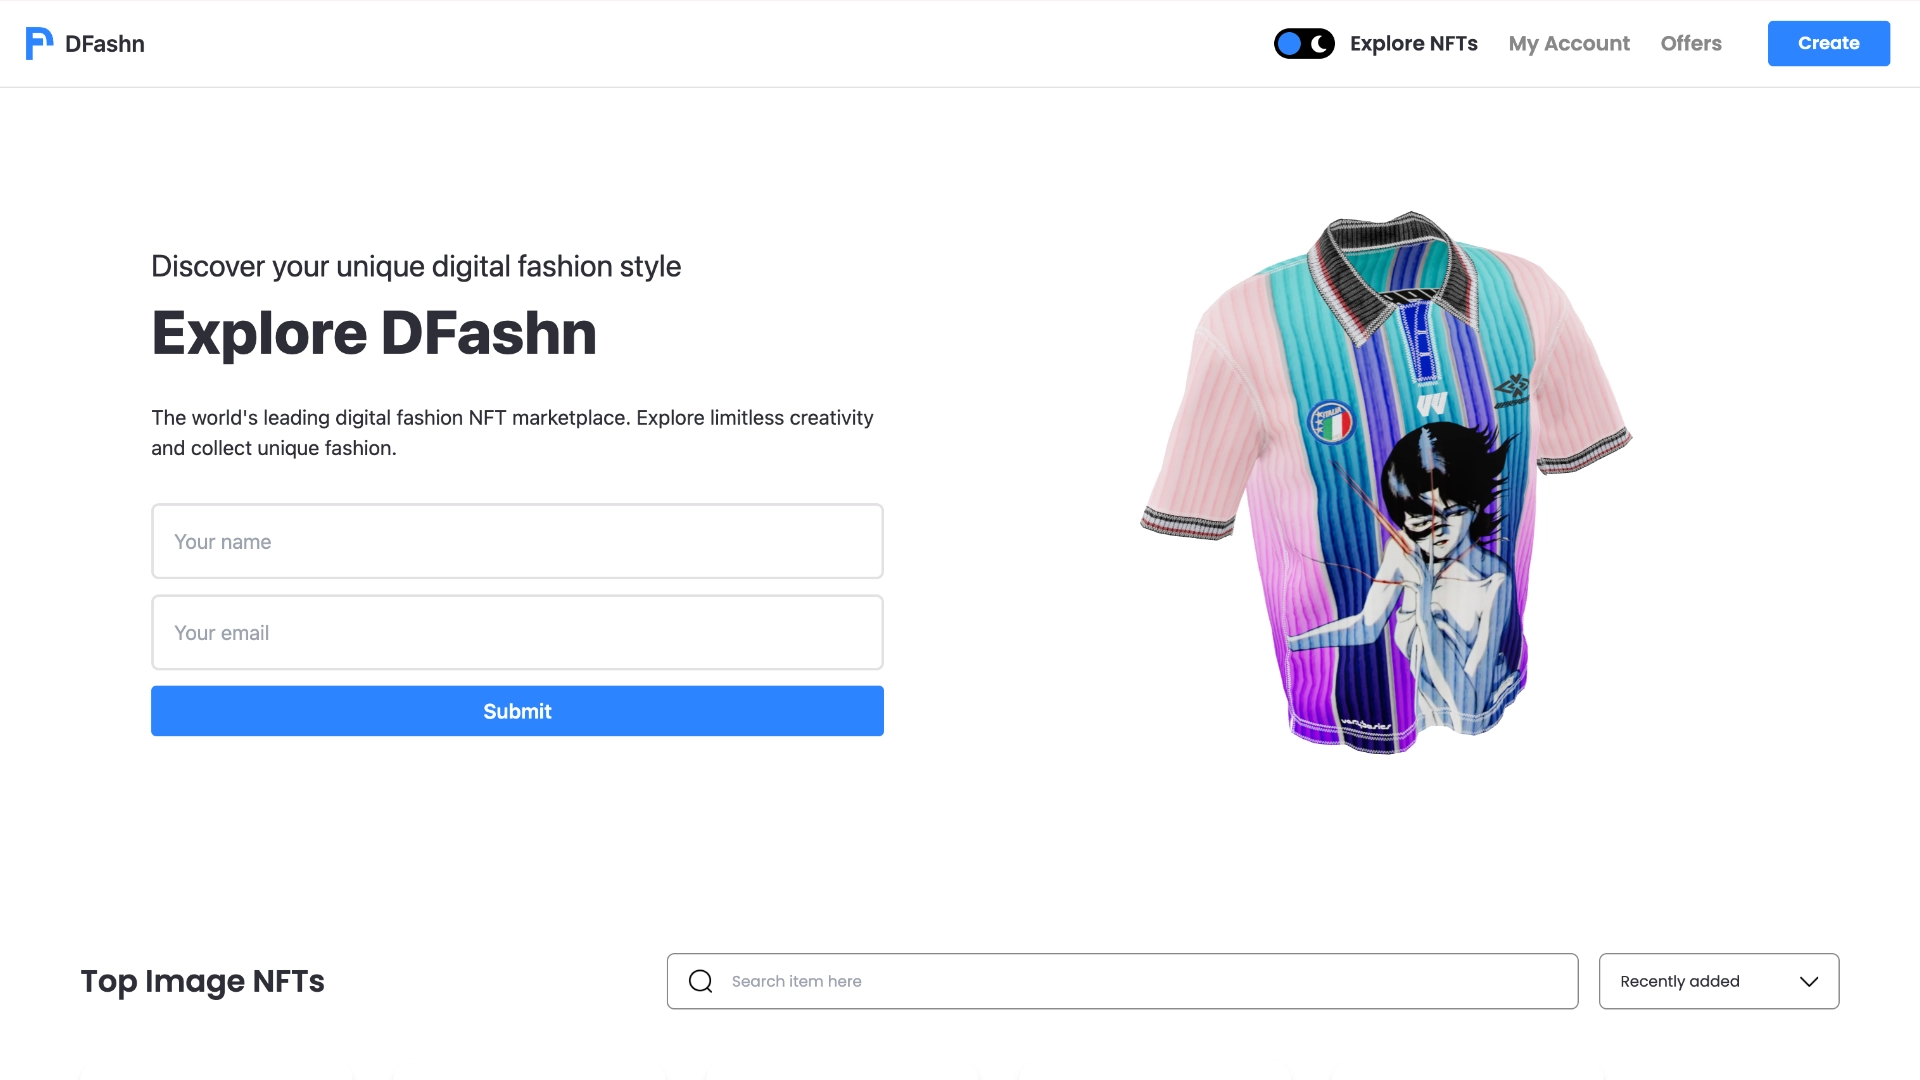 DFashn
Explore NFTs
My Account
Offers
Create
Discover your unique digital fashion style
Explore DFashn
The world's leading digital fashion NFT marketplace. Explore limitless creativity
and collect unique fashion.
Your name
Your email
Submit
ITALIA
Top Image NFTs
Search item here
Recently added